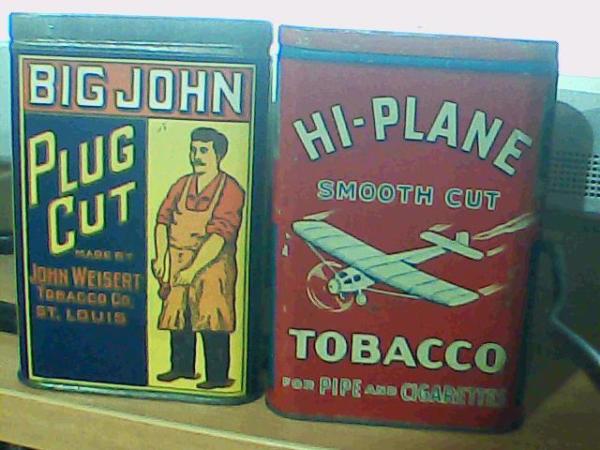 BIG JOHN
PLUG
CUT
MADE BY
JOHN WEISERT
TOBACCO CO.
ST. LOUIS
HI-PLANE
SMOOTH CUT
TOBACCO
FOR PIPE AND CIGARETTES